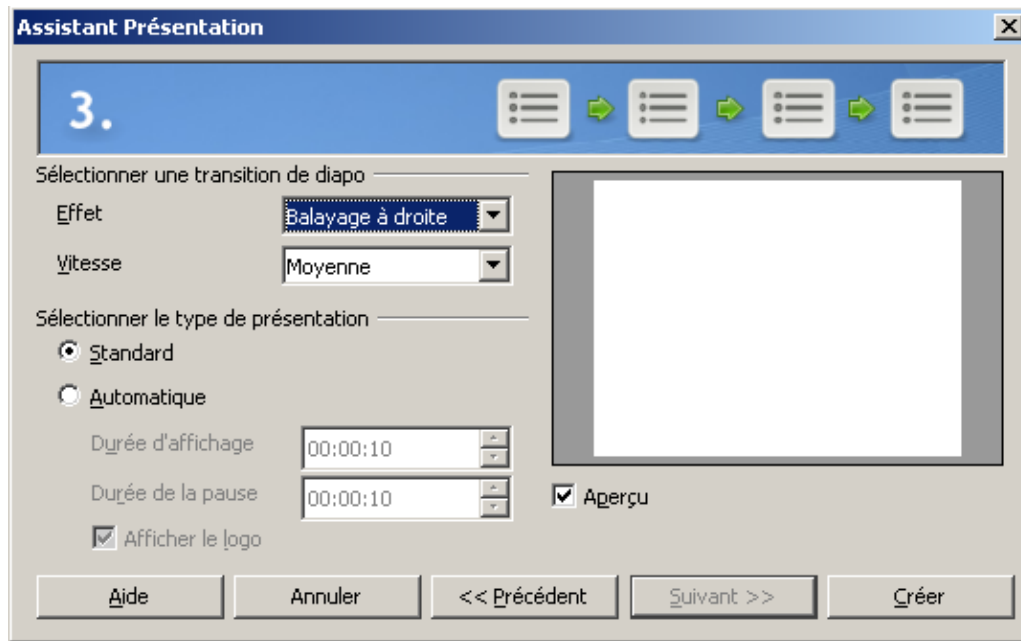 Assistant Présentation
3.
Sélectionner une transition de diapo
Effet
Balayage à droite
Vitesse
Moyenne
Sélectionner le type de présentation
Standard
Automatique
Durée d'affichage
00:00:10
Durée de la pause
00:00:10
Afficher le logo
Aperçu
Aide
Annuler
<< Précédent
Suivant >>
Créer